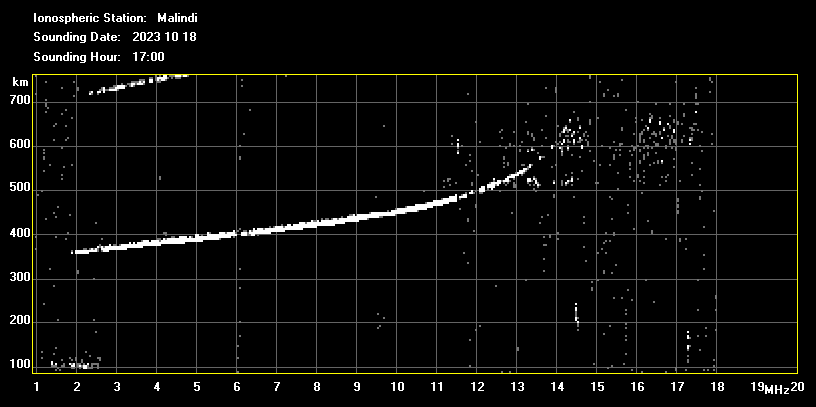 Ionospheric Station: Malindi
Sounding Date: 2023 10 18
Sounding Hour: 17:00
km
700
600
500
400
300
200
100
1 2 3 4 5 6 7 8 9 10 11 12 13 14 15 16 17 18 19 MHz 20